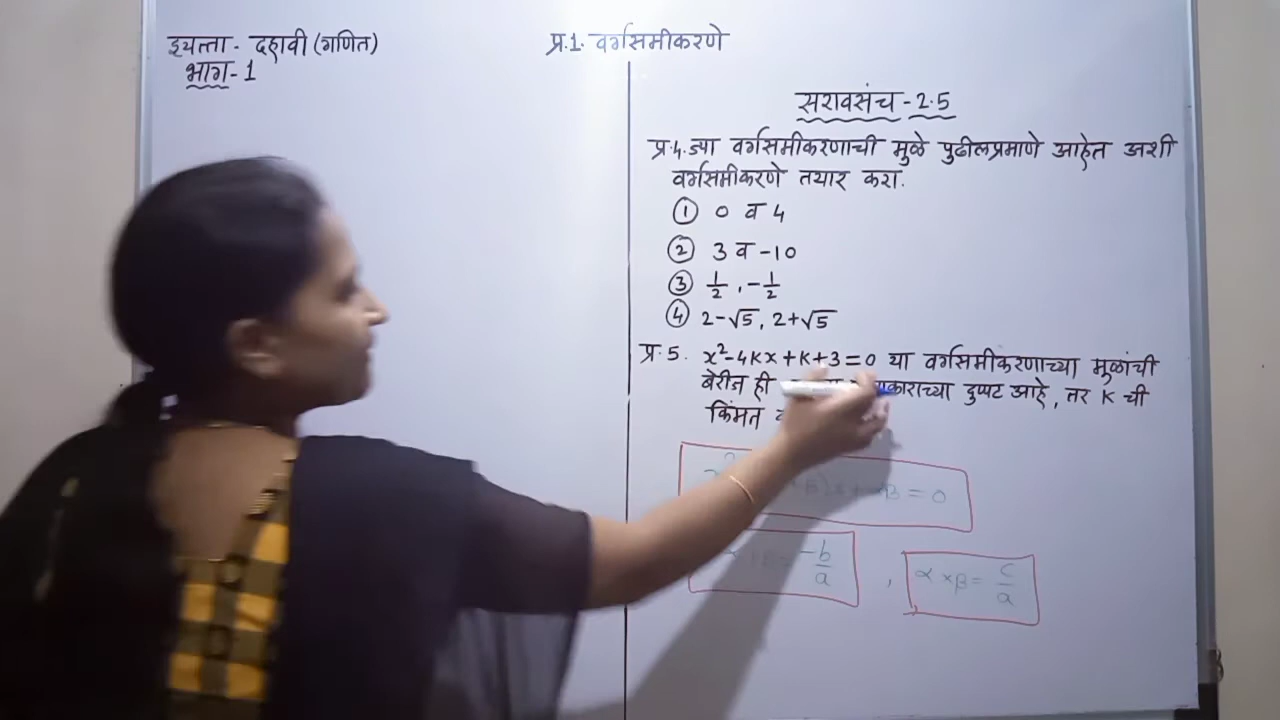 इयत्ता - दहावी (गणित)
भाग - 1
प्र.1. वर्गसमीकरणे
सरावसंच - 2.5
प्र.4. ज्या वर्गसमीकरणाची मुळे पुढीलप्रमाणे आहेत अशी
वर्गसमीकरणे तयार करा.
① 0 व 4
② 3 व -10
③ 1/2 , -1/2
④ 2-√5, 2+√5
प्र.5. x²-4Kx+K+3=0 या वर्गसमीकरणाच्या मुळांची
बेरीज ही दुप्पट आहे, तर K ची
किंमत
= 0
-b/a , α×β = c/a